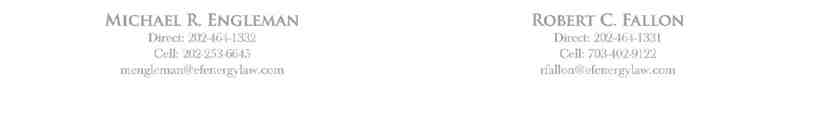 MICHAEL R. ENGLEMAN
Direct: 202-464-1332
Cell: 202-253-6645
mengleman@efenergylaw.com
ROBERT C. FALLON
Direct: 202-464-1331
Cell: 703-402-9122
rfallon@efenergylaw.com